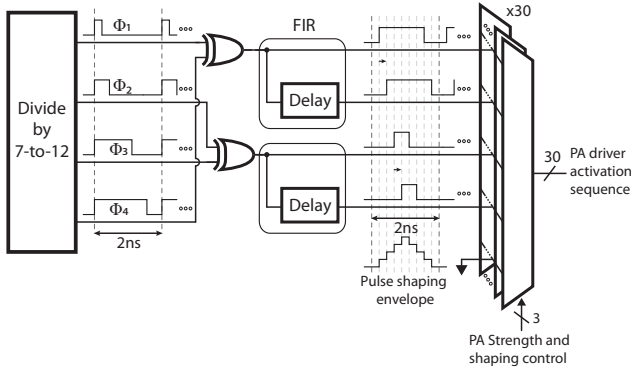 x30
Φ1
FIR
Φ2
Delay
Divide
by
7-to-12
Φ3
30
PA driver
activation
sequence
Φ4
Delay
2ns
2ns
Pulse shaping
envelope
3
PA Strength and
shaping control